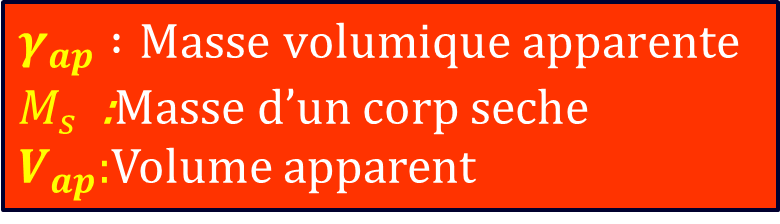 γap : Masse volumique apparente
Ms :Masse d’un corp seche
Vap:Volume apparent